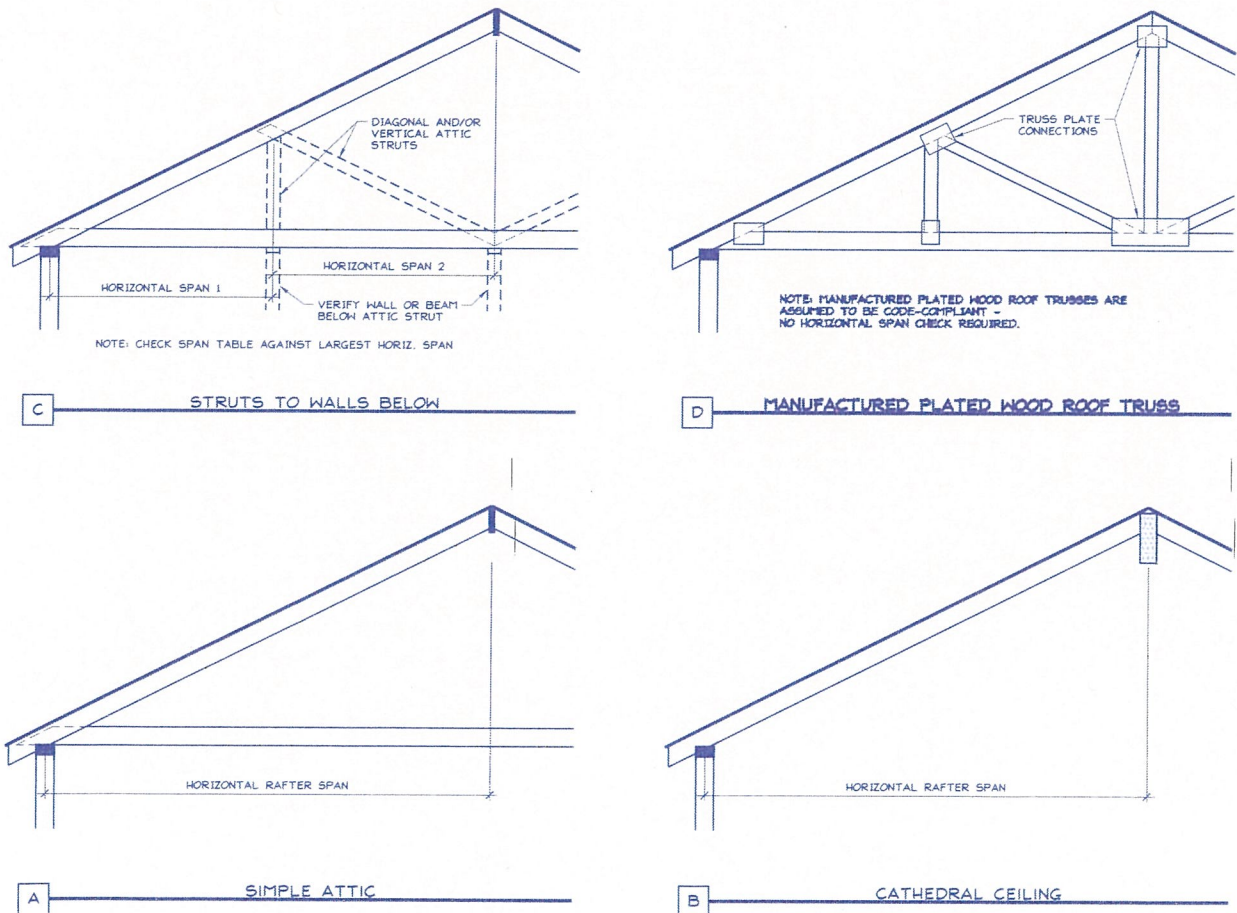 DIAGONAL AND/OR
VERTICAL ATTIC
STRUTS
HORIZONTAL SPAN 2
HORIZONTAL SPAN 1
VERIFY WALL OR BEAM
BELOW ATTIC STRUT
NOTE: CHECK SPAN TABLE AGAINST LARGEST HORIZ. SPAN
C
STRUTS TO WALLS BELOW
TRUSS PLATE
CONNECTIONS
NOTE: MANUFACTURED PLATED WOOD ROOF TRUSSES ARE
ASSUMED TO BE CODE-COMPLIANT -
NO HORIZONTAL SPAN CHECK REQUIRED.
D
MANUFACTURED PLATED WOOD ROOF TRUSS
HORIZONTAL RAFTER SPAN
A
SIMPLE ATTIC
HORIZONTAL RAFTER SPAN
B
CATHEDRAL CEILING